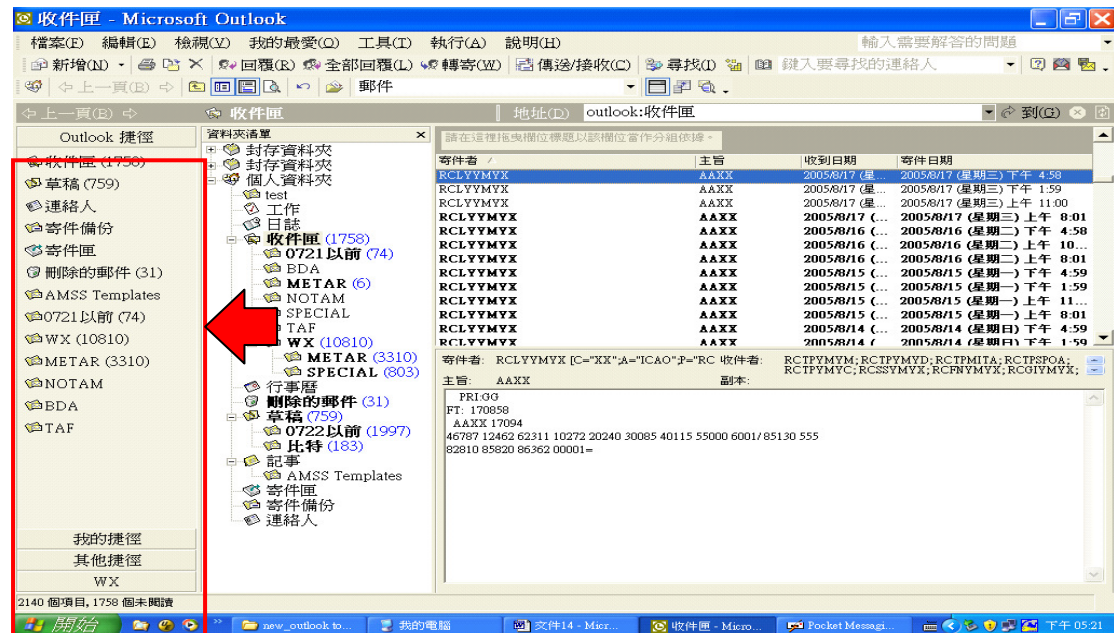 收件匣 - Microsoft Outlook
檔案(F) 編輯(E) 檢視(V) 我的最愛(O) 工具(T) 執行(A) 說明(H) 輸入需要解答的問題
新增(N) 回覆(R) 全部回覆(L) 轉寄(W) 傳送/接收(C) 尋找(I) 鍵入要尋找的連絡人
上一頁(B) 郵件
上一頁(B) 收件匣 地址(D) outlook:收件匣 到(G)
Outlook 捷徑
收件匣 (1758)
草稿 (759)
連絡人
寄件備份
寄件匣
刪除的郵件 (31)
AMSS Templates
0721以前 (74)
WX (10810)
METAR (3310)
NOTAM
BDA
TAF
我的捷徑
其他捷徑
WX
資料夾清單
封存資料夾
封存資料夾
個人資料夾
test
工作
日誌
收件匣 (1758)
0721以前 (74)
BDA
METAR (6)
NOTAM
SPECIAL
TAF
WX (10810)
METAR (3310)
SPECIAL (803)
行事曆
刪除的郵件 (31)
草稿 (759)
0722以前 (1997)
比特 (183)
記事
AMSS Templates
寄件匣
寄件備份
連絡人
請在這裡拖曳欄位標題以該欄位當作分組依據。
寄件者 主旨 收到日期 寄件日期
RCLYYMYX AAXX 2005/8/17 (星... 2005/8/17 (星期三) 下午 4:58
RCLYYMYX AAXX 2005/8/17 (星... 2005/8/17 (星期三) 下午 1:59
RCLYYMYX AAXX 2005/8/17 (星... 2005/8/17 (星期三) 上午 11:00
RCLYYMYX AAXX 2005/8/17 (... 2005/8/17 (星期三) 上午 8:01
RCLYYMYX AAXX 2005/8/16 (... 2005/8/16 (星期二) 下午 4:58
RCLYYMYX AAXX 2005/8/16 (... 2005/8/16 (星期二) 上午 10...
RCLYYMYX AAXX 2005/8/16 (... 2005/8/16 (星期二) 上午 8:01
RCLYYMYX AAXX 2005/8/15 (... 2005/8/15 (星期一) 下午 4:59
RCLYYMYX AAXX 2005/8/15 (... 2005/8/15 (星期一) 下午 1:59
RCLYYMYX AAXX 2005/8/15 (... 2005/8/15 (星期一) 上午 11...
RCLYYMYX AAXX 2005/8/15 (... 2005/8/15 (星期一) 上午 8:01
RCLYYMYX AAXX 2005/8/14 (... 2005/8/14 (星期日) 下午 4:59
RCLYYMYX AAXX 2005/8/14 ( 2005/8/14 (星期日) 下午 1:59
寄件者: RCLYYMYX [C="XX";A="ICAO";P="RC 收件者: RCTPYMYM; RCTPYMYD; RCTPMITA; RCTPSPOA;
RCTPYMYC; RCSSYMYX; RCFNYMYX; RCGIYMYX;
主旨: AAXX 副本:
PRI:GG
FT: 170858
AAXX 17094
46787 12462 62311 10272 20240 30085 40115 55000 6001/ 85130 555
82810 85820 86362 00001=
2140 個項目, 1758 個未閱讀
開始 new_outlook to... 我的電腦 文件14 - Micr... 收件匣 - Micro... Pocket Messagi... 下午 05:21